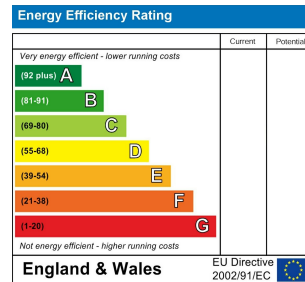 Energy Efficiency Rating
Current Potential
Very energy efficient - lower running costs
(92 plus) A
(81-91) B
(69-80) C
(55-68) D
(39-54) E
(21-38) F
(1-20) G
Not energy efficient - higher running costs
England & Wales
EU Directive
2002/91/EC